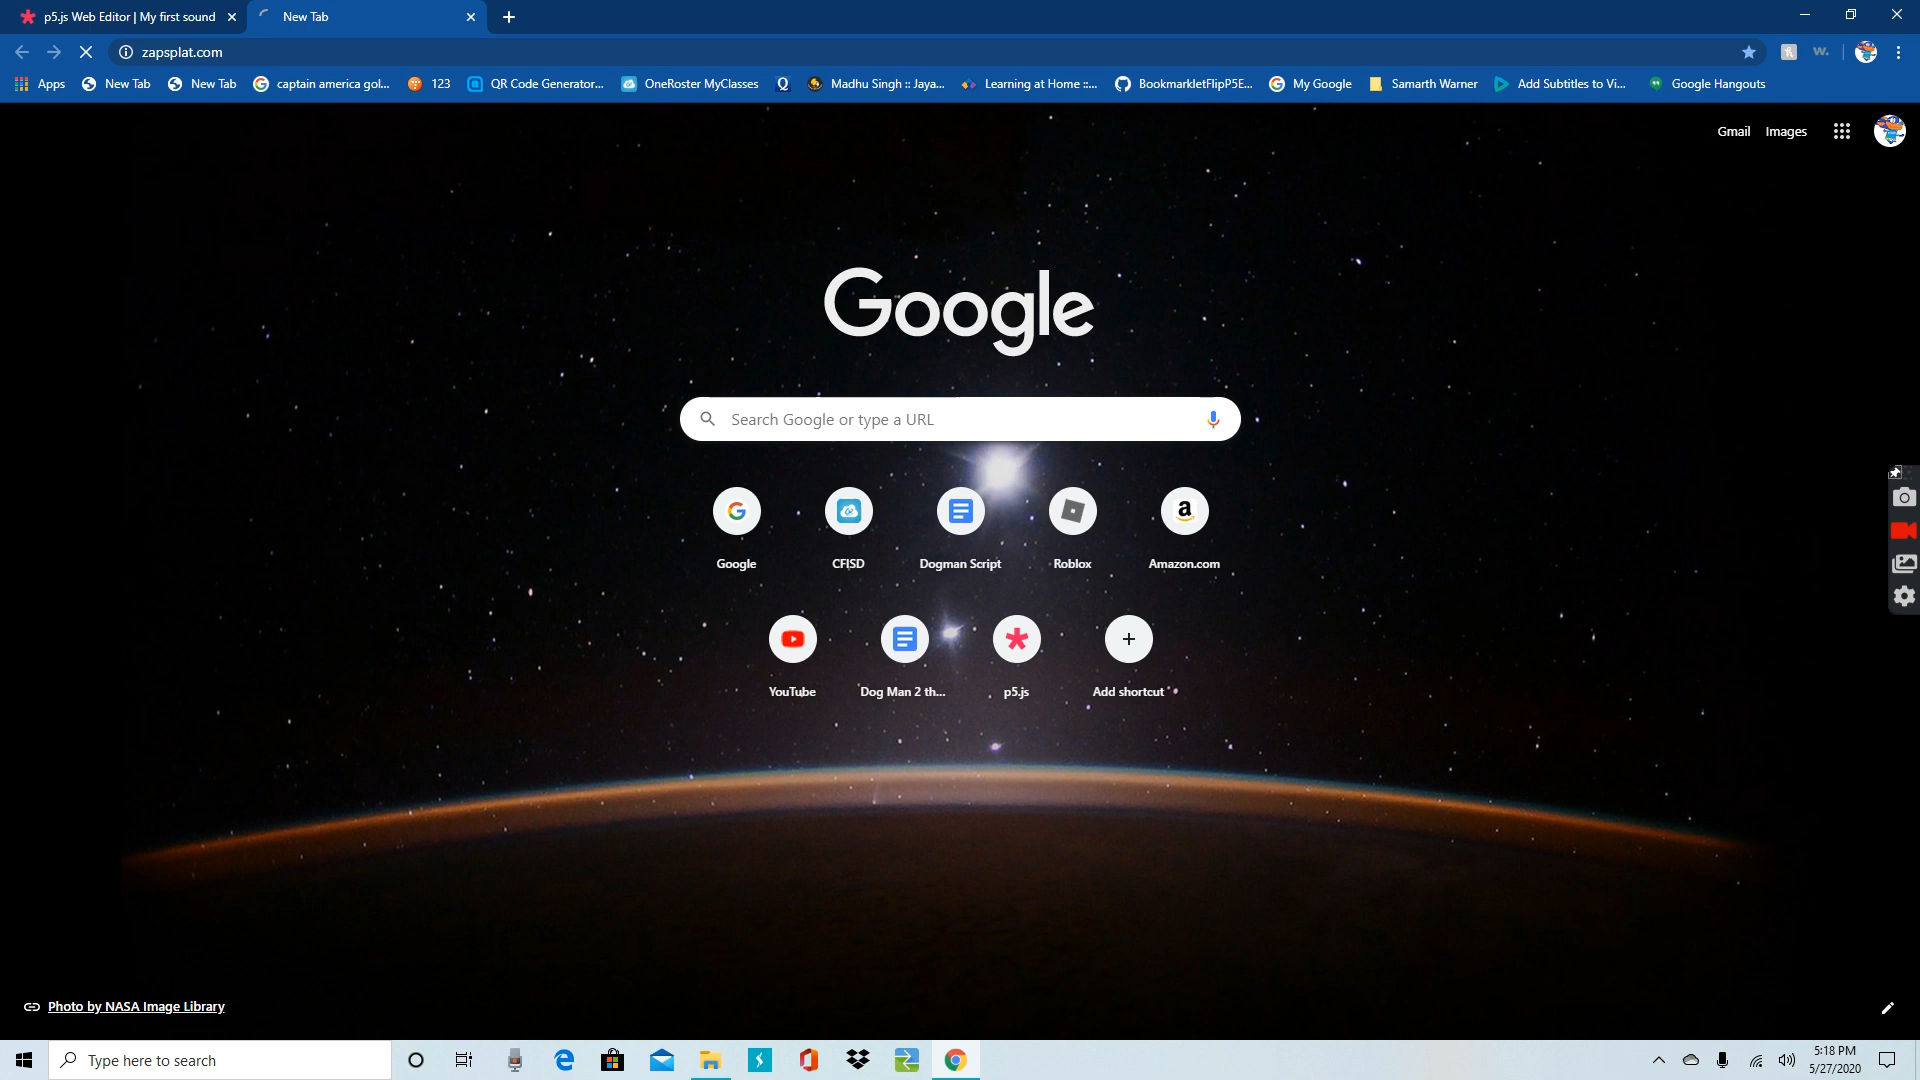 p5.js Web Editor | My first sound
New Tab
zapsplat.com
Apps
New Tab
New Tab
captain america gol...
123
QR Code Generator...
OneRoster MyClasses
Q
Madhu Singh :: Jaya...
Learning at Home ::...
BookmarkletFlipP5E...
My Google
Samarth Warner
Add Subtitles to Vi...
Google Hangouts
w.
Gmail
Images
Google
Search Google or type a URL
Google
CFISD
Dogman Script
Roblox
Amazon.com
YouTube
Dog Man 2 th...
p5.js
Add shortcut
Photo by NASA Image Library
Type here to search
5:18 PM
5/27/2020